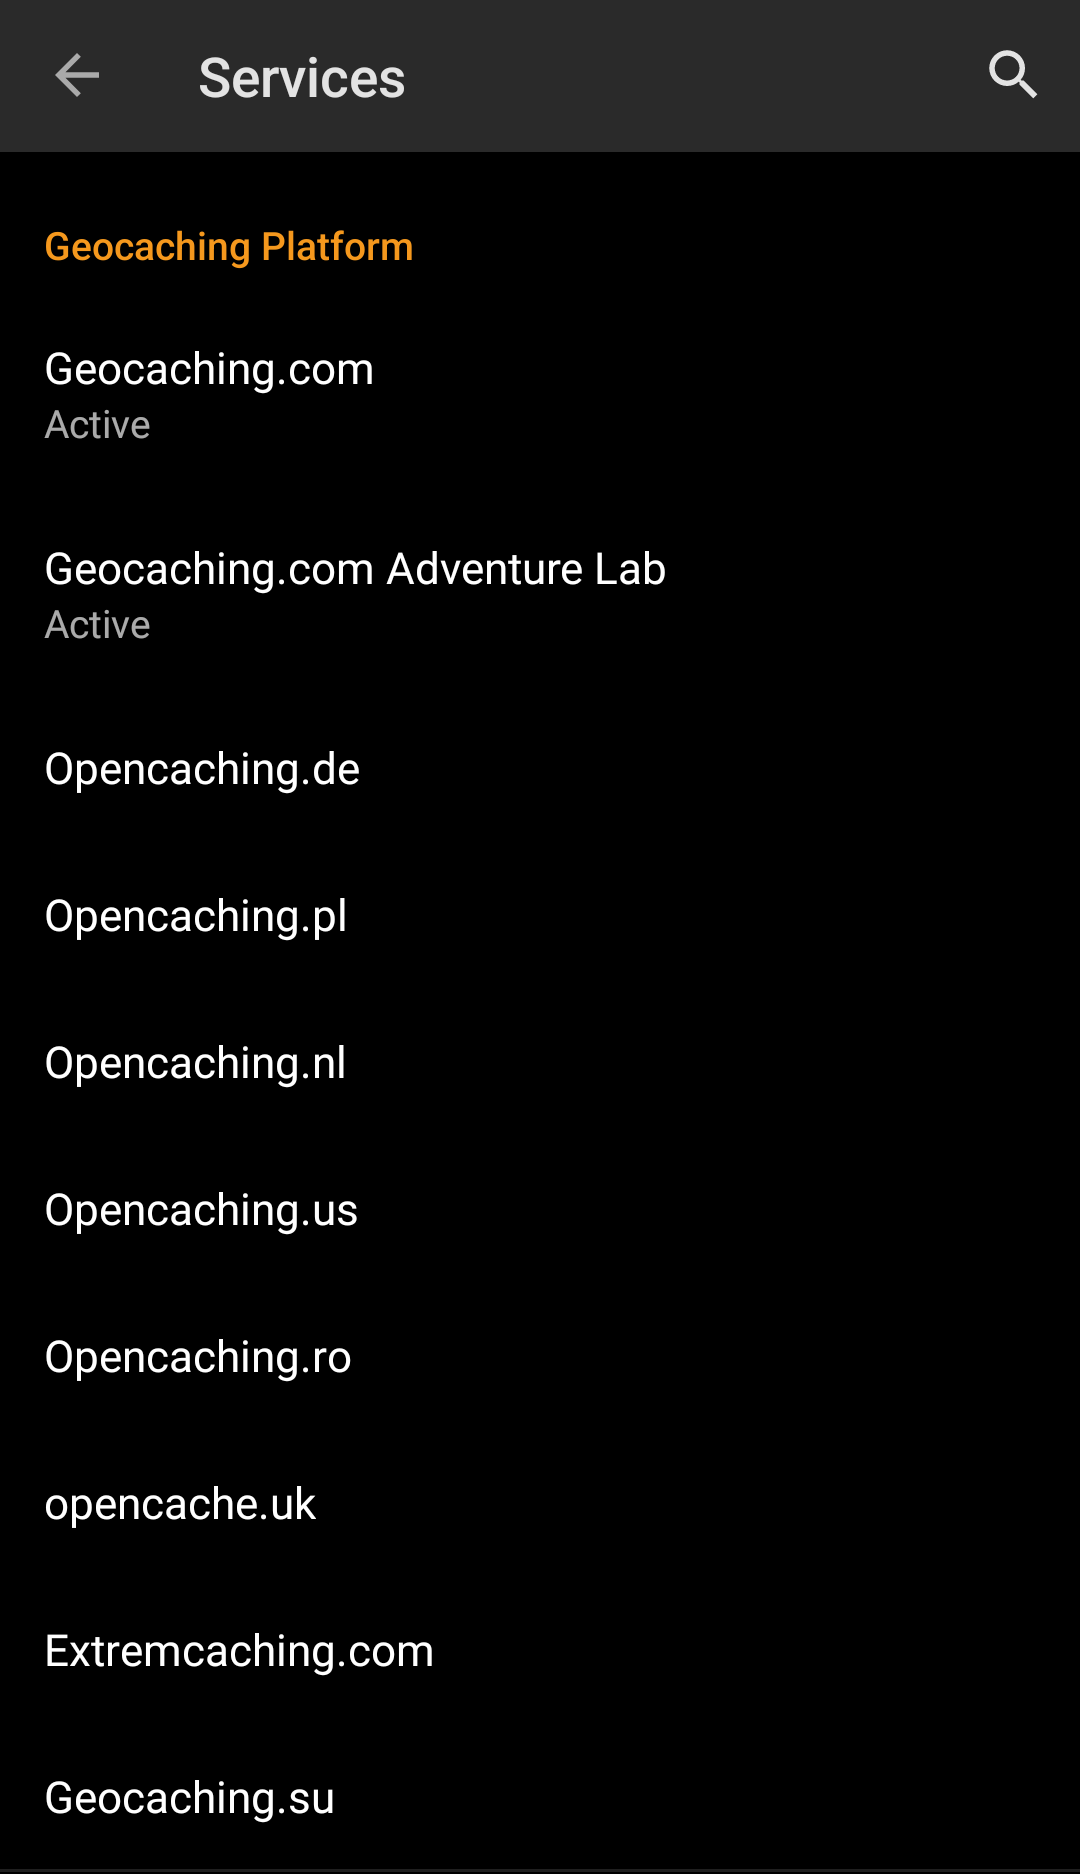 Services
Geocaching Platform
Geocaching.com
Active
Geocaching.com Adventure Lab
Active
Opencaching.de
Opencaching.pl
Opencaching.nl
Opencaching.us
Opencaching.ro
opencache.uk
Extremcaching.com
Geocaching.su